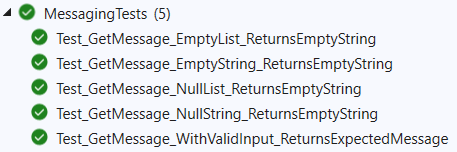 MessagingTests (5)
Test_GetMessage_EmptyList_ReturnsEmptyString
Test_GetMessage_EmptyString_ReturnsEmptyString
Test_GetMessage_NullList_ReturnsEmptyString
Test_GetMessage_NullString_ReturnsEmptyString
Test_GetMessage_WithValidInput_ReturnsExpectedMessage